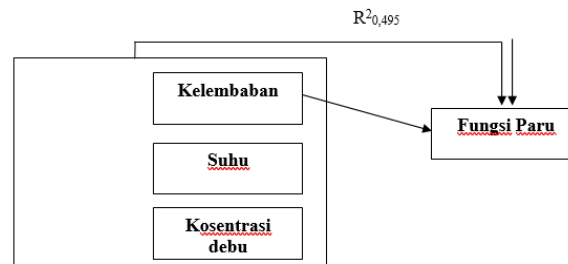 R²0,495
Kelembaban
Fungsi Paru
Suhu
Kosentrasi
debu